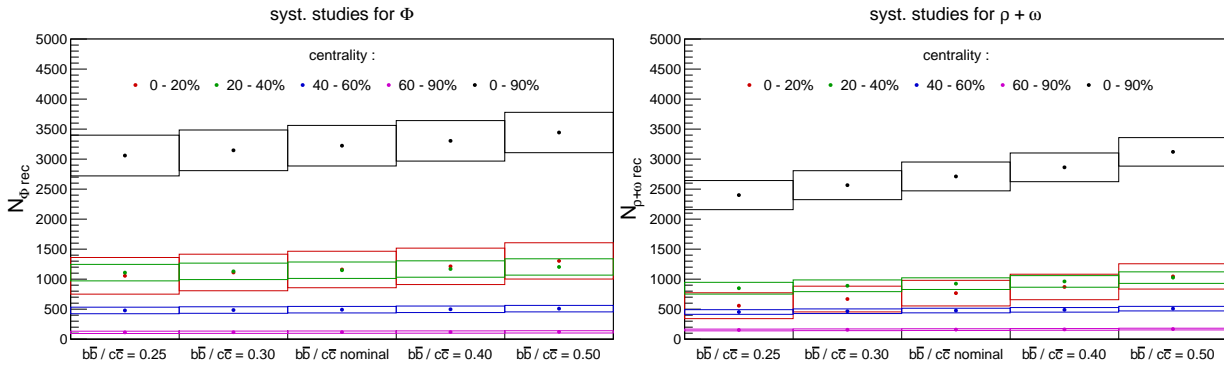 syst. studies for Φ
5000
4500
4000
3500
3000
2500
2000
1500
1000
500
0
N Φ rec
centrality :
0 - 20% 20 - 40% 40 - 60% 60 - 90% 0 - 90%
bb̅ / cc̅ = 0.25 bb̅ / cc̅ = 0.30 bb̅ / cc̅ nominal bb̅ / cc̅ = 0.40 bb̅ / cc̅ = 0.50
syst. studies for ρ + ω
5000
4500
4000
3500
3000
2500
2000
1500
1000
500
0
N ρ+ω rec
centrality :
0 - 20% 20 - 40% 40 - 60% 60 - 90% 0 - 90%
bb̅ / cc̅ = 0.25 bb̅ / cc̅ = 0.30 bb̅ / cc̅ nominal bb̅ / cc̅ = 0.40 bb̅ / cc̅ = 0.50